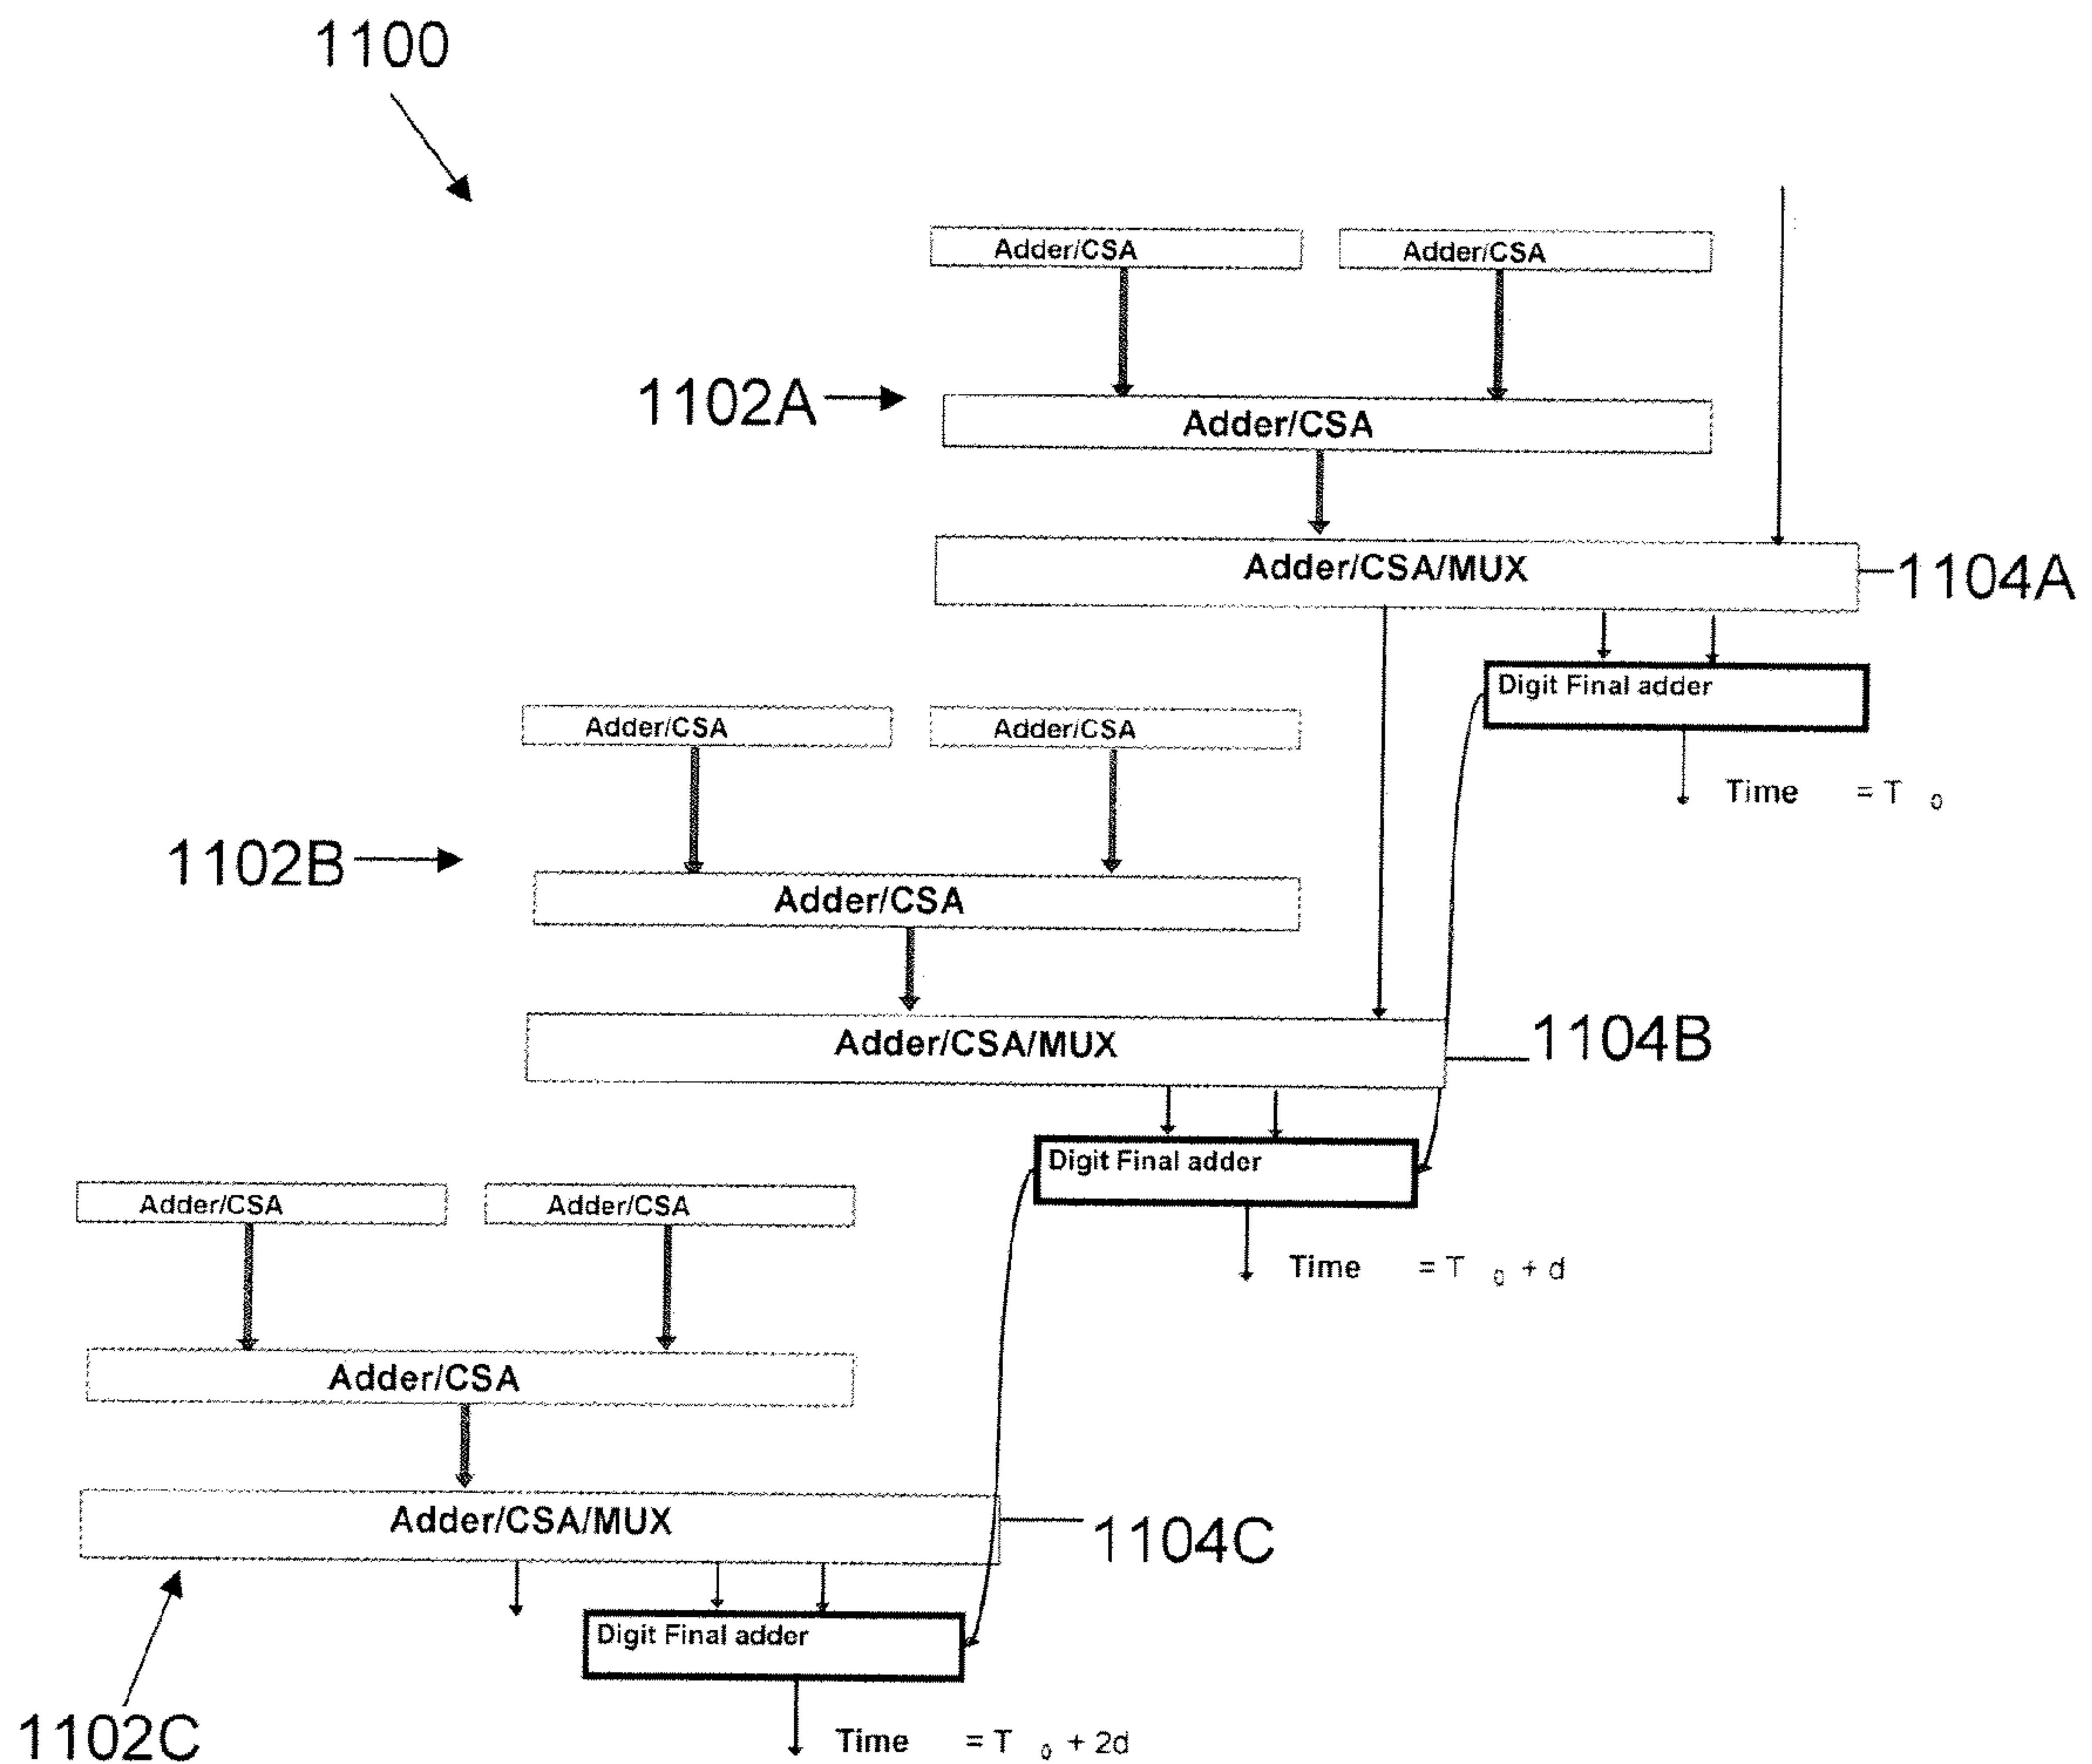 1100
Adder/CSA
Adder/CSA
1102A
Adder/CSA
Adder/CSA/MUX
1104A
Digit Final adder
Time = T 0
Adder/CSA
Adder/CSA
1102B
Adder/CSA
Adder/CSA/MUX
1104B
Digit Final adder
Time = T 0 + d
Adder/CSA
Adder/CSA
Adder/CSA
Adder/CSA/MUX
1104C
Digit Final adder
1102C
Time = T 0 + 2d